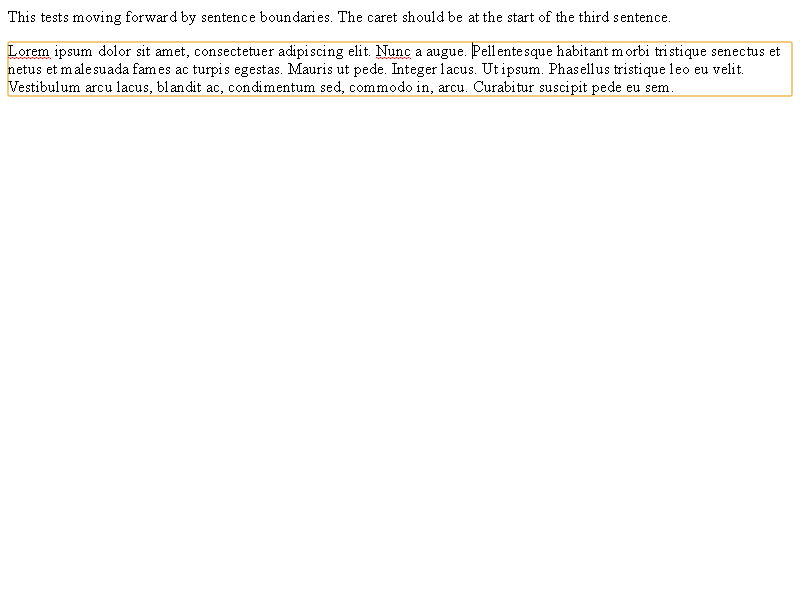 This tests moving forward by sentence boundaries. The caret should be at the start of the third sentence.
Lorem ipsum dolor sit amet, consectetuer adipiscing elit. Nunc a augue. Pellentesque habitant morbi tristique senectus et
netus et malesuada fames ac turpis egestas. Mauris ut pede. Integer lacus. Ut ipsum. Phasellus tristique leo eu velit.
Vestibulum arcu lacus, blandit ac, condimentum sed, commodo in, arcu. Curabitur suscipit pede eu sem.